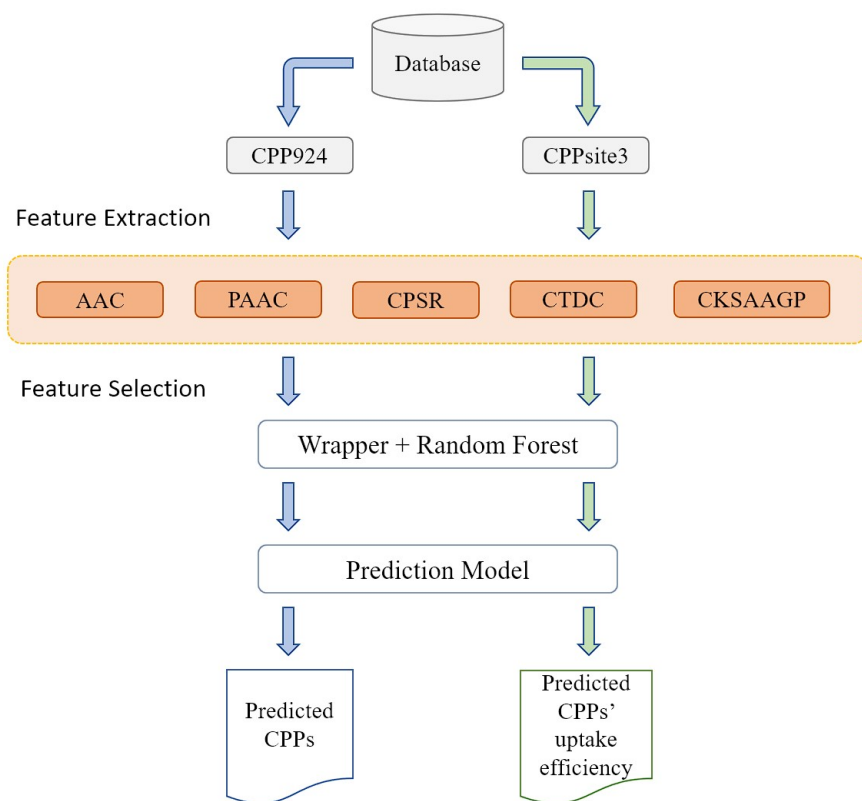 Database
CPP924
CPPsite3
Feature Extraction
AAC
PAAC
CPSR
CTDC
CKSAAGP
Feature Selection
Wrapper + Random Forest
Prediction Model
Predicted
CPPs
Predicted
CPPs’
uptake
efficiency